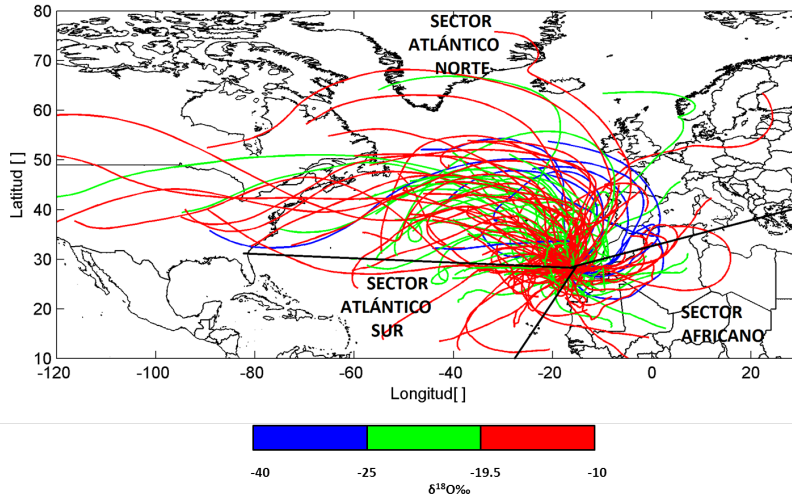 80
70
60
50
40
30
20
10
Latitud [ ]
SECTOR
ATLÁNTICO
NORTE
SECTOR
ATLÁNTICO
SUR
SECTOR
AFRICANO
-120 -100 -80 -60 -40 -20 0 20
Longitud[ ]
-40 -25 -19.5 -10
δ¹⁸O‰